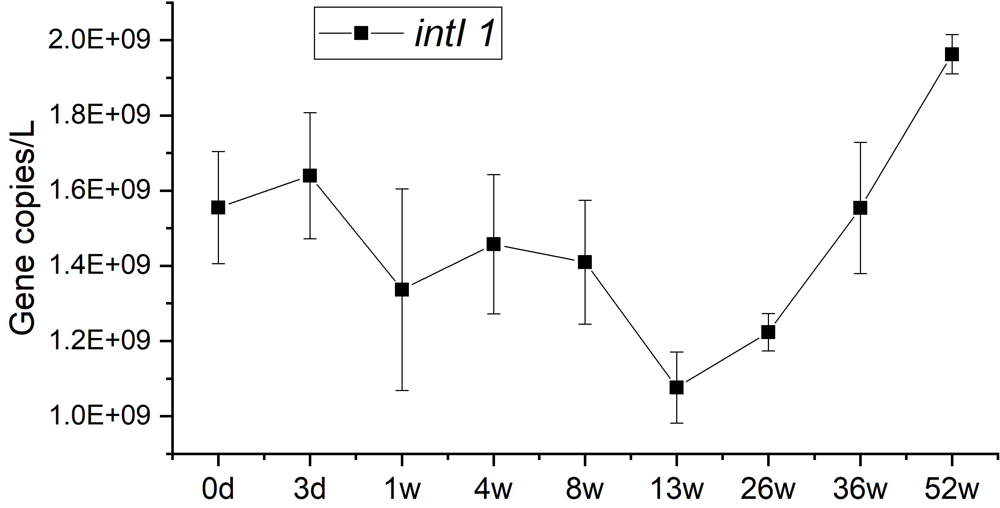 intI 1
Gene copies/L
2.0E+09
1.8E+09
1.6E+09
1.4E+09
1.2E+09
1.0E+09
0d 3d 1w 4w 8w 13w 26w 36w 52w